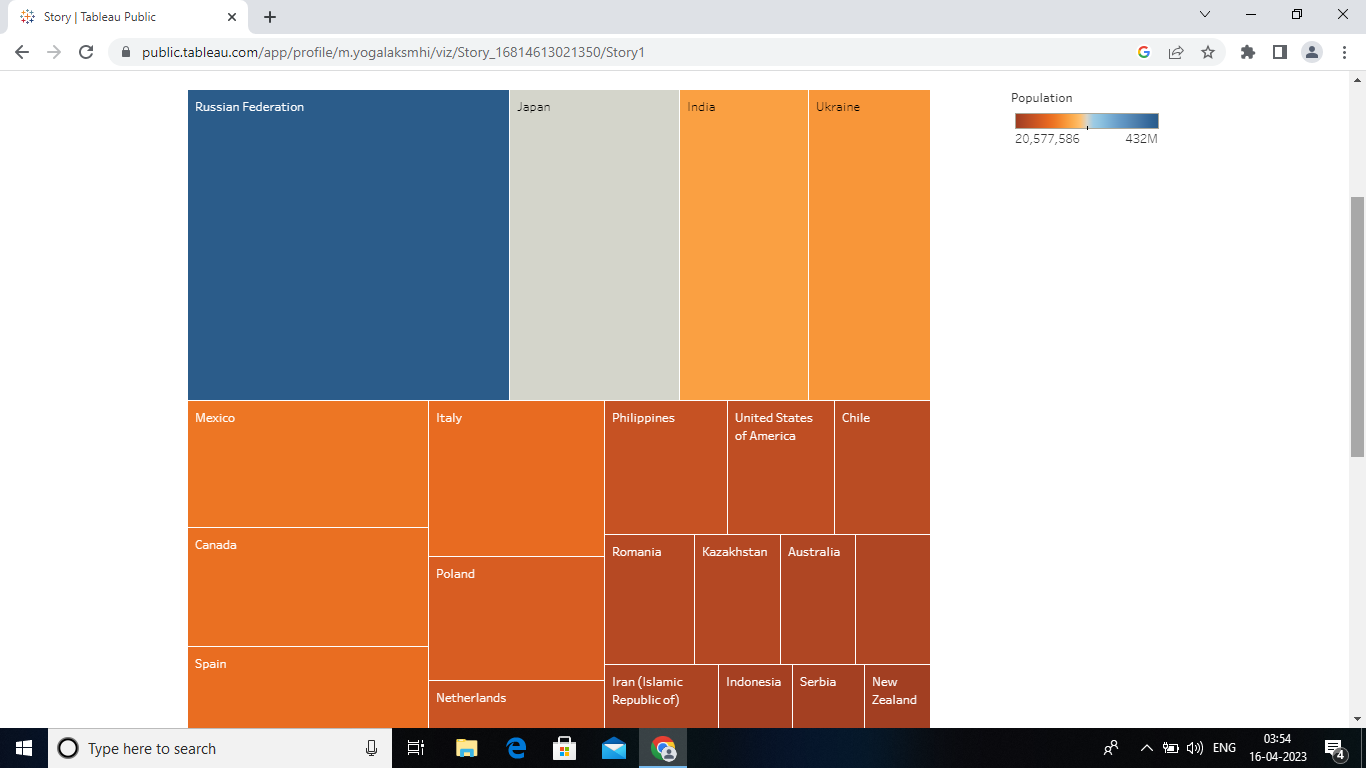 Story | Tableau Public
public.tableau.com/app/profile/m.yogalaksmhi/viz/Story_16814613021350/Story1
Russian Federation
Japan
India
Ukraine
Population
20,577,586
432M
Mexico
Italy
Philippines
United States
of America
Chile
Canada
Romania
Kazakhstan
Australia
Poland
Spain
Netherlands
Iran (Islamic
Republic of)
Indonesia
Serbia
New
Zealand
Type here to search
ENG
03:54
16-04-2023
4